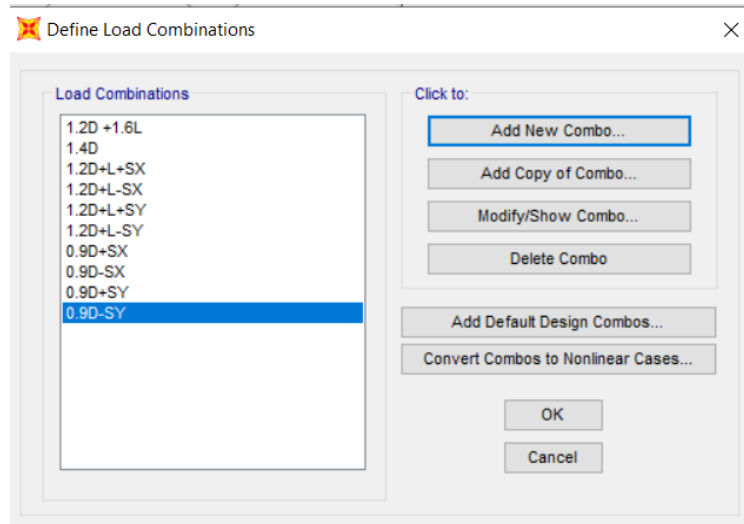 Define Load Combinations
Load Combinations
1.2D +1.6L
1.4D
1.2D+L+SX
1.2D+L-SX
1.2D+L+SY
1.2D+L-SY
0.9D+SX
0.9D-SX
0.9D+SY
0.9D-SY
Click to:
Add New Combo...
Add Copy of Combo...
Modify/Show Combo...
Delete Combo
Add Default Design Combos...
Convert Combos to Nonlinear Cases...
OK
Cancel